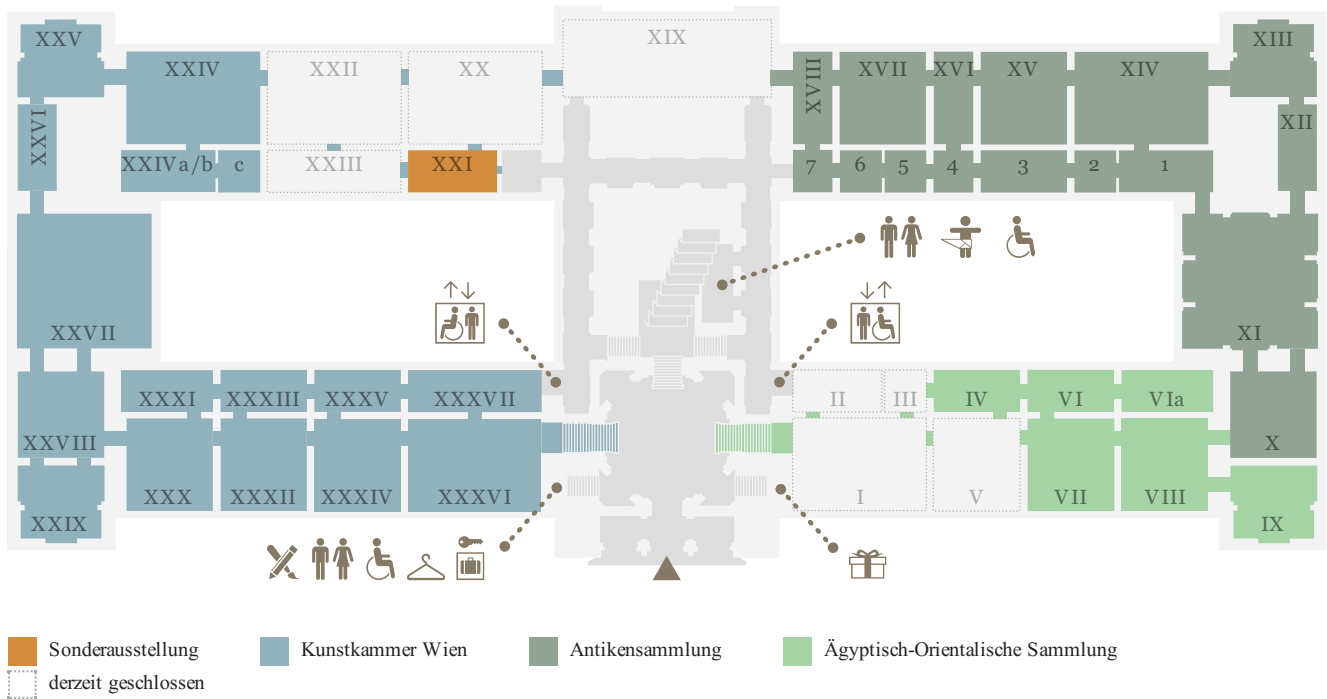 XIX
XXV
XXIV
XXII
XX
XVIII
XVII
XVI
XV
XIV
XIII
XXVI
XII
XXIVa/b
c
XXIII
XXI
7
6
5
4
3
2
1
XXVII
XI
XXVIII
XXXI
XXXIII
XXXV
XXXVII
II
III
IV
VI
VIa
X
XXX
XXXII
XXXIV
XXXVI
I
V
VII
VIII
XXIX
IX
Sonderausstellung
Kunstkammer Wien
Antikensammlung
Ägyptisch-Orientalische Sammlung
derzeit geschlossen